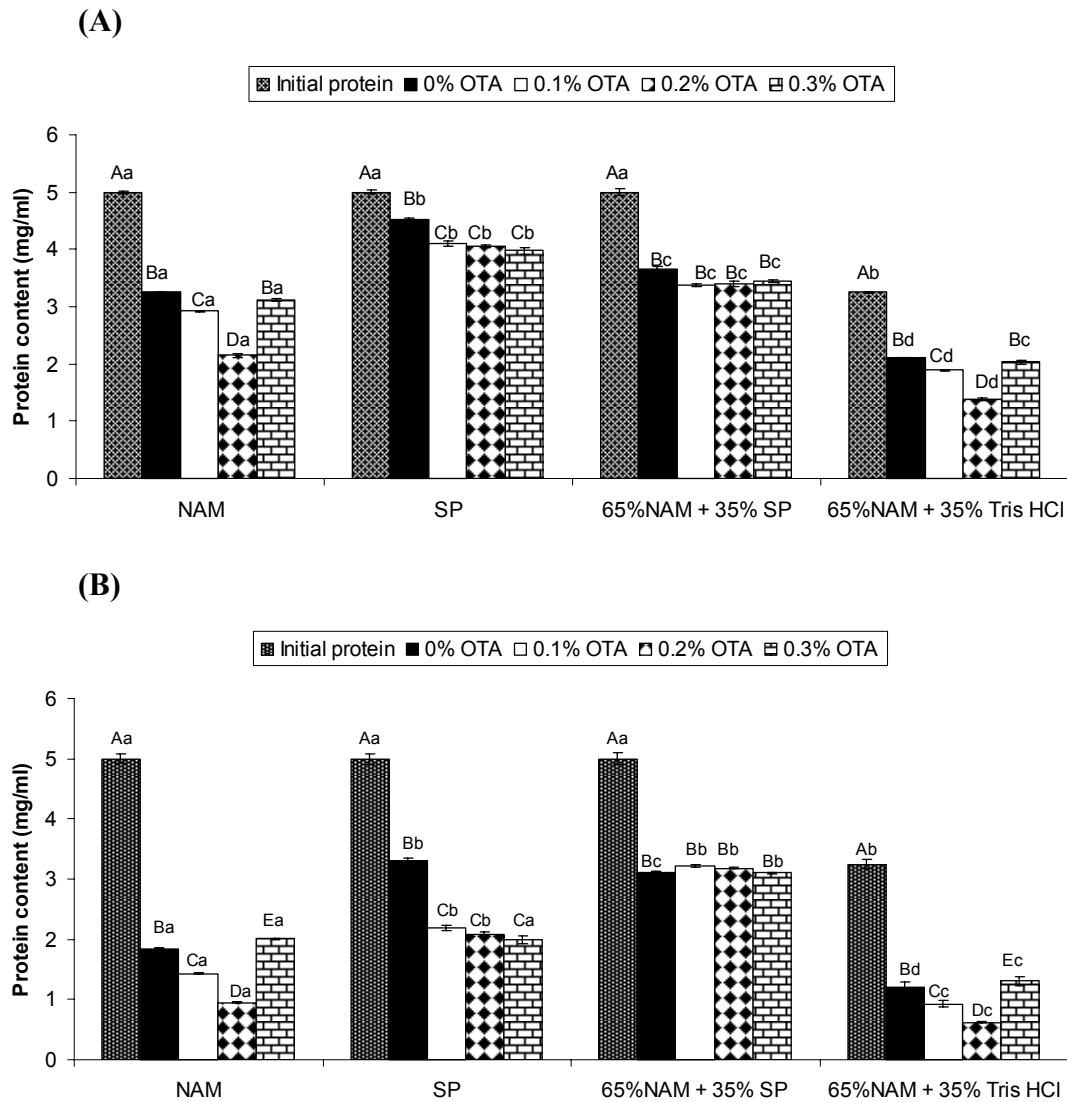 (A)
Initial protein 0% OTA 0.1% OTA 0.2% OTA 0.3% OTA
Protein content (mg/ml)
6
5
4
3
2
1
0
Aa Ba Ca Da Ba
Aa Bb Cb Cb Cb
Aa Bc Bc Bc Bc
Ab Bd Cd Dd Bc
NAM SP 65%NAM + 35% SP 65%NAM + 35% Tris HCl
(B)
Initial protein 0% OTA 0.1% OTA 0.2% OTA 0.3% OTA
Protein content (mg/ml)
6
5
4
3
2
1
0
Aa Ba Ca Da Ea
Aa Bb Cb Cb Ca
Aa Bc Bb Bb Bb
Ab Bd Cc Dc Ec
NAM SP 65%NAM + 35% SP 65%NAM + 35% Tris HCl